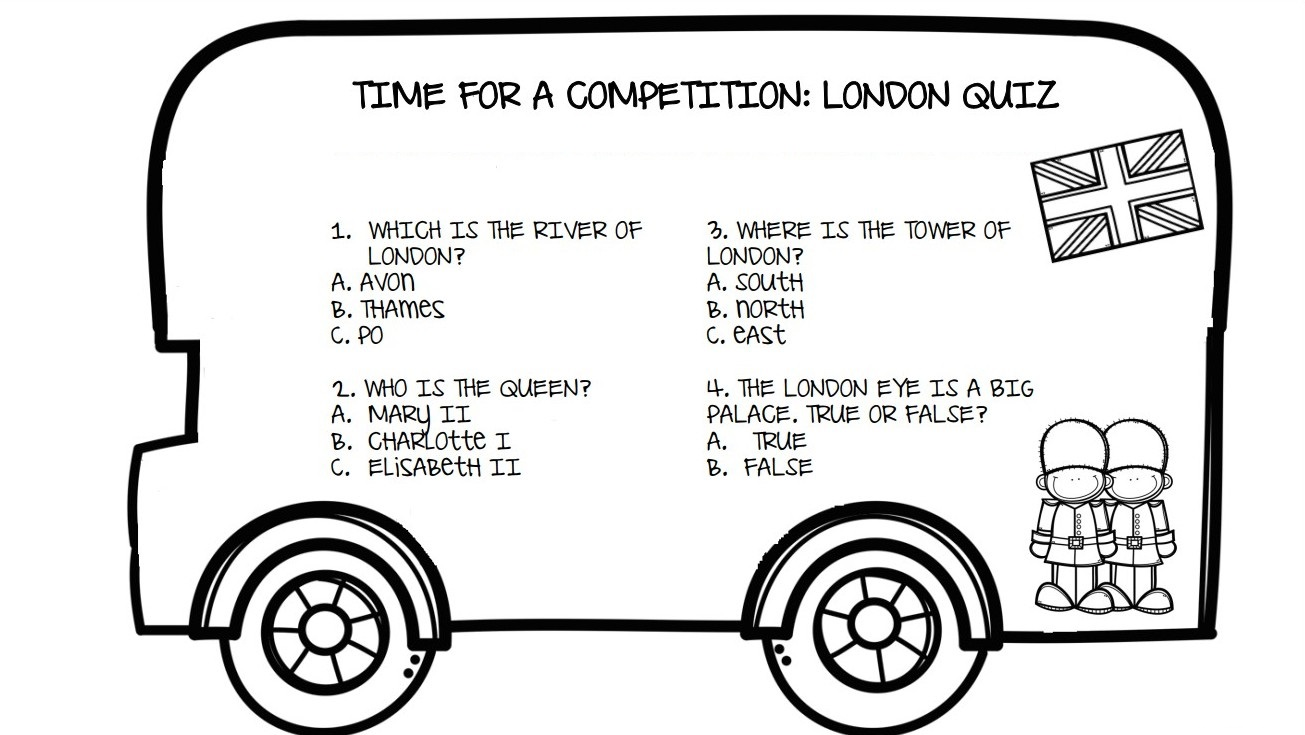 TIME FOR A COMPETITION: LONDON QUIZ
1. WHICH IS THE RIVER OF
LONDON?
A. AVON
B. THAMES
C. PO
2. WHO IS THE QUEEN?
A. MARY II
B. CHARLOTTE I
C. ELISABETH II
3. WHERE IS THE TOWER OF
LONDON?
A. SOUTH
B. NORTH
C. EAST
4. THE LONDON EYE IS A BIG
PALACE. TRUE OR FALSE?
A. TRUE
B. FALSE